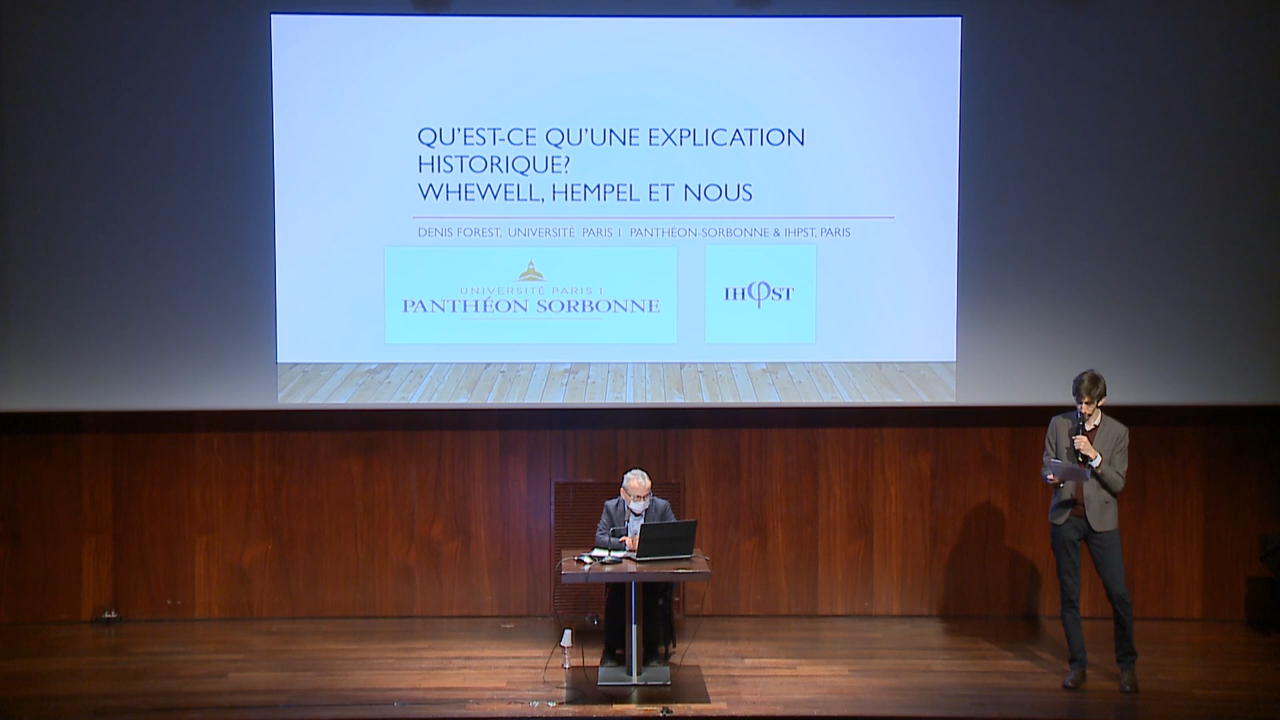 QU'EST-CE QU'UNE EXPLICATION
HISTORIQUE?
WHEWELL, HEMPEL ET NOUS
DENIS FOREST, UNIVERSITÉ PARIS 1 PANTHÉON-SORBONNE & IHPST, PARIS
UNIVERSITÉ PARIS 1
PANTHÉON SORBONNE
IHφST